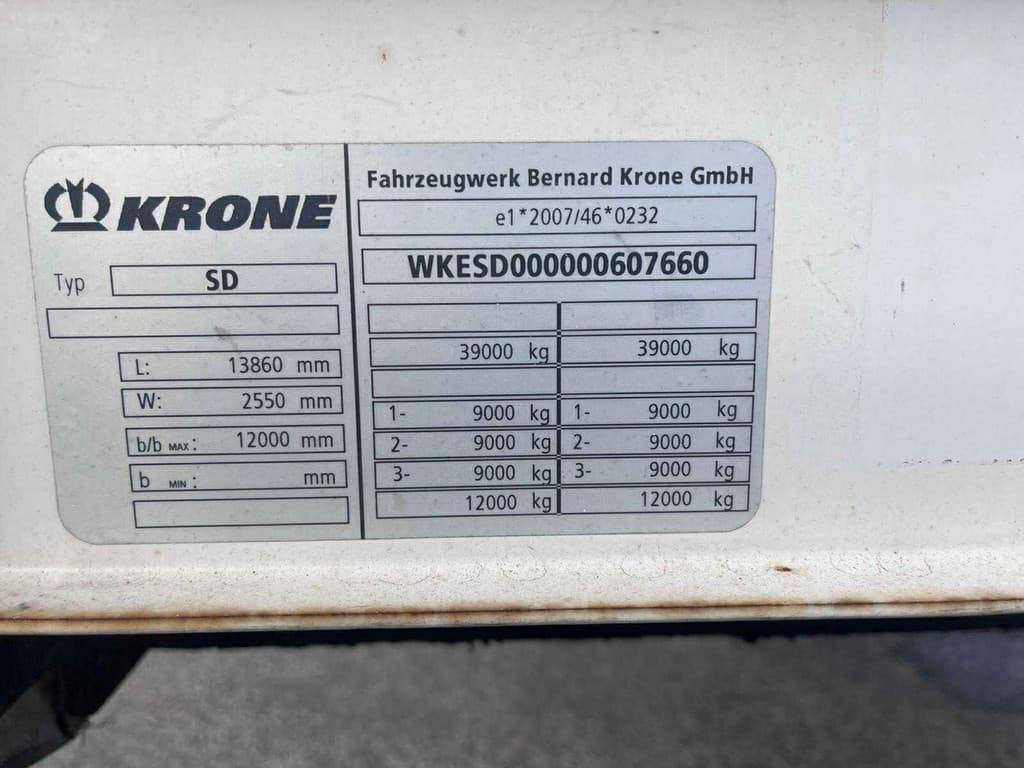 KRONE
Typ SD
L: 13860 mm
W: 2550 mm
b/b MAX: 12000 mm
b MIN: mm
Fahrzeugwerk Bernard Krone GmbH
e1*2007/46*0232
WKESD000000607660
39000 kg 39000 kg
1- 9000 kg 1- 9000 kg
2- 9000 kg 2- 9000 kg
3- 9000 kg 3- 9000 kg
12000 kg 12000 kg